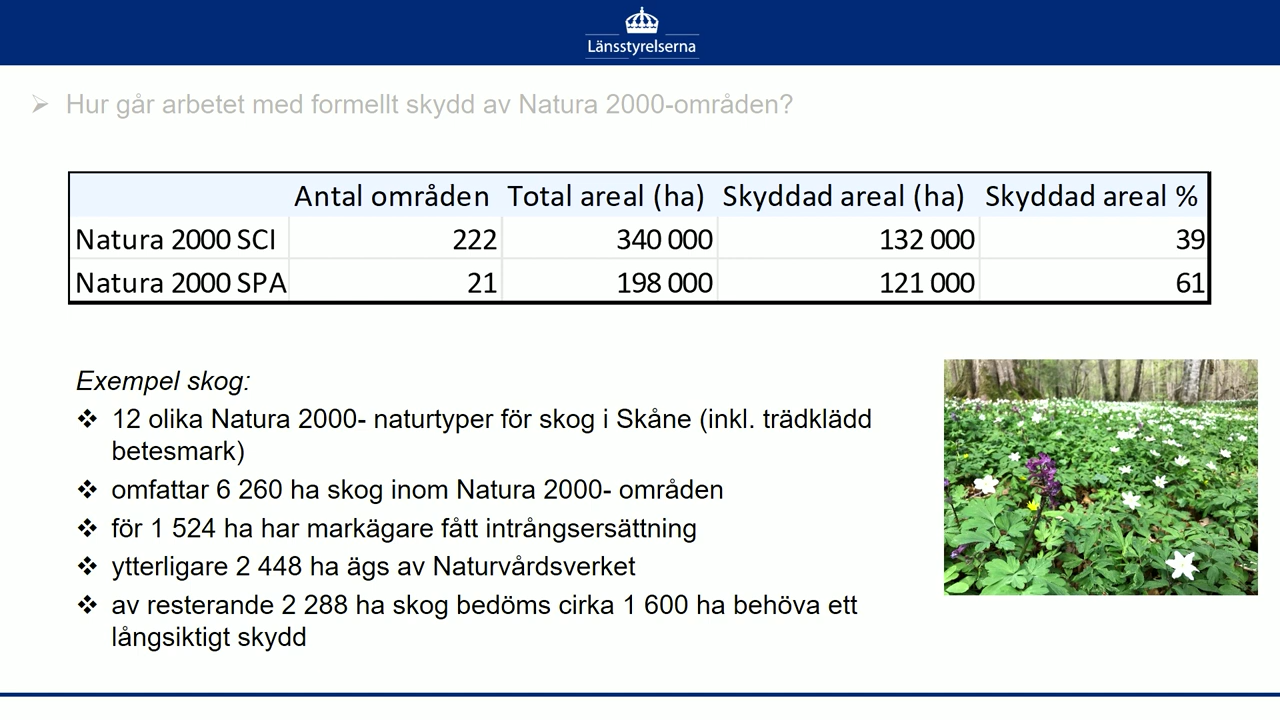 Länsstyrelserna
Hur går arbetet med formellt skydd av Natura 2000-områden?
Antal områden Total areal (ha) Skyddad areal (ha) Skyddad areal %
Natura 2000 SCI 222 340 000 132 000 39
Natura 2000 SPA 21 198 000 121 000 61
Exempel skog:
12 olika Natura 2000- naturtyper för skog i Skåne (inkl. trädklädd
betesmark)
omfattar 6 260 ha skog inom Natura 2000- områden
för 1 524 ha har markägare fått intrångsersättning
ytterligare 2 448 ha ägs av Naturvårdsverket
av resterande 2 288 ha skog bedöms cirka 1 600 ha behöva ett
långsiktigt skydd